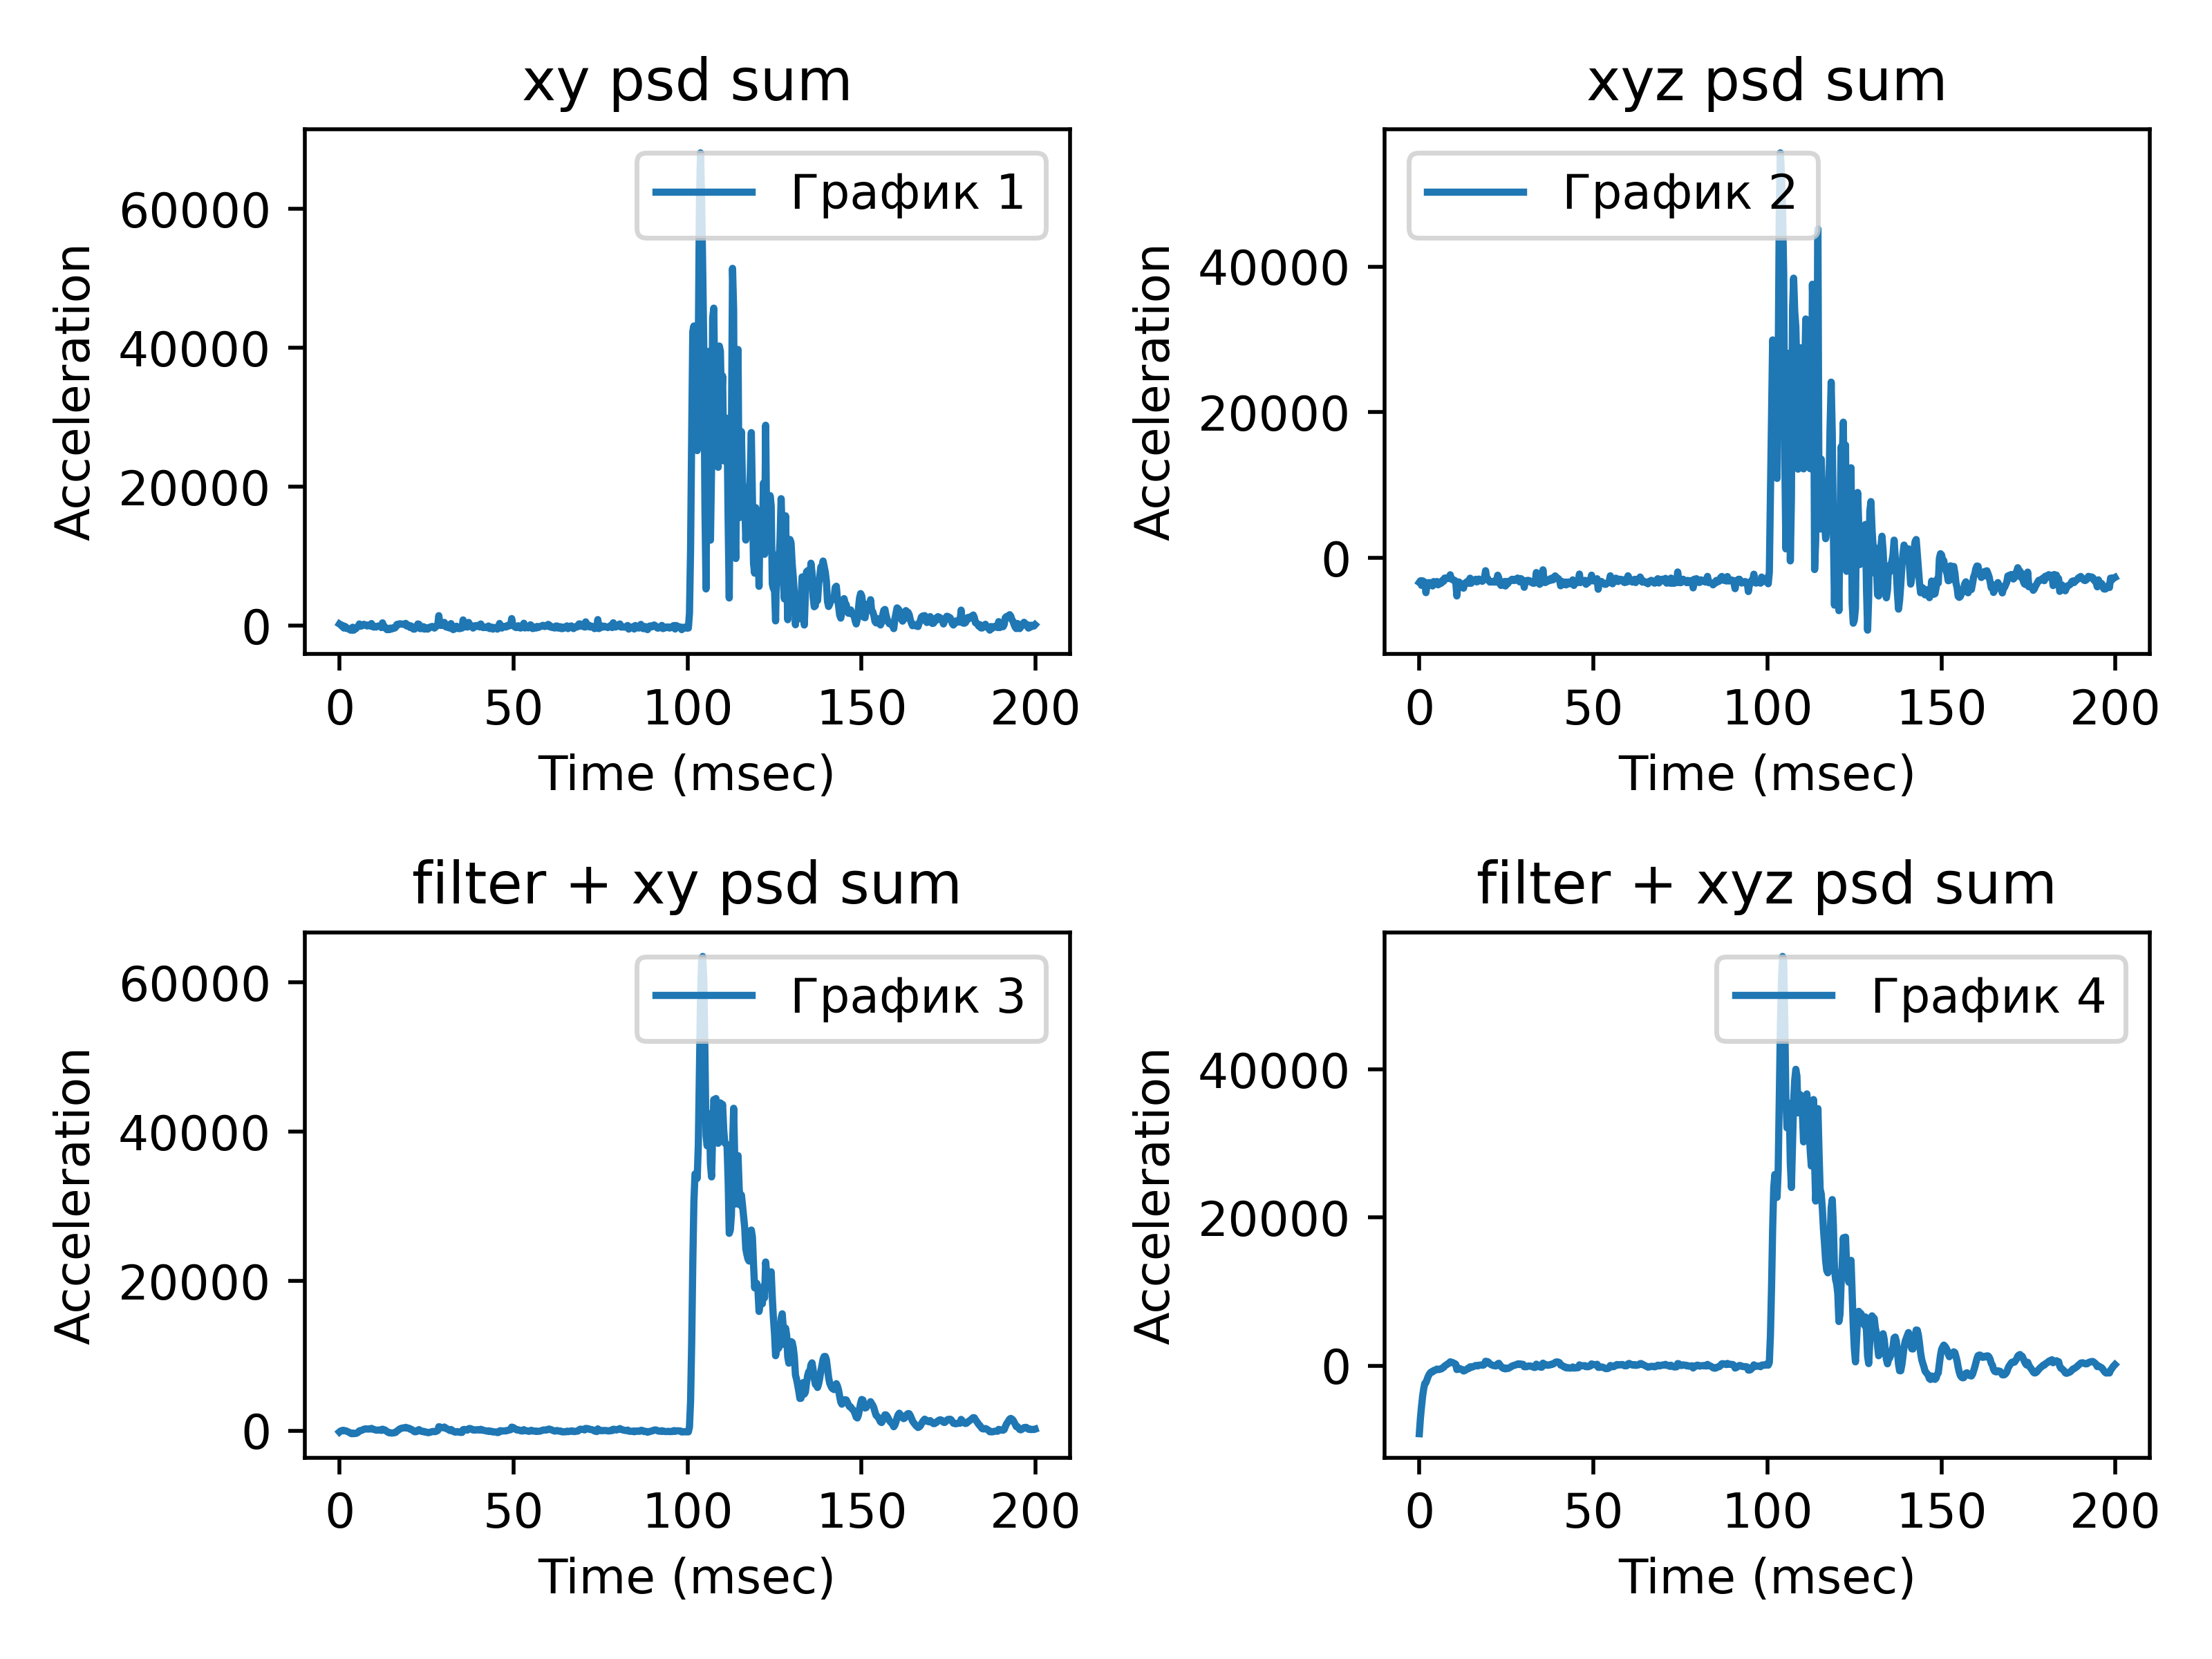 xy psd sum
60000
40000
20000
0
Acceleration
График 1
0 50 100 150 200
Time (msec)
xyz psd sum
40000
20000
0
Acceleration
График 2
0 50 100 150 200
Time (msec)
filter + xy psd sum
60000
40000
20000
0
Acceleration
График 3
0 50 100 150 200
Time (msec)
filter + xyz psd sum
40000
20000
0
Acceleration
График 4
0 50 100 150 200
Time (msec)